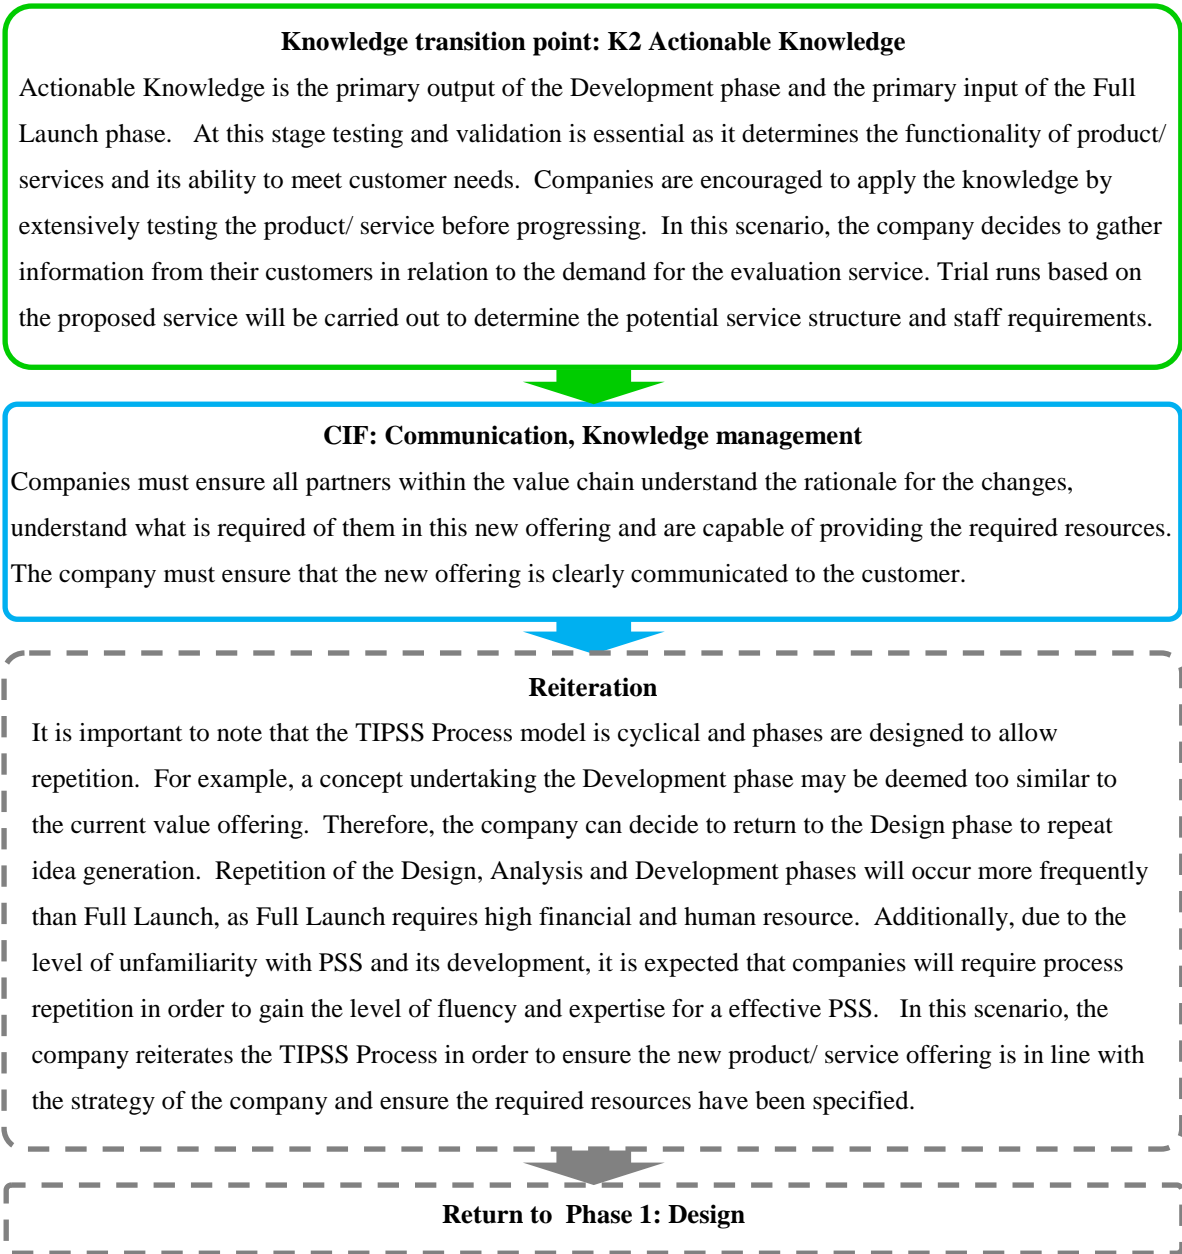 Knowledge transition point: K2 Actionable Knowledge
Actionable Knowledge is the primary output of the Development phase and the primary input of the Full
Launch phase.   At this stage testing and validation is essential as it determines the functionality of product/
services and its ability to meet customer needs.  Companies are encouraged to apply the knowledge by
extensively testing the product/ service before progressing.  In this scenario, the company decides to gather
information from their customers in relation to the demand for the evaluation service. Trial runs based on
the proposed service will be carried out to determine the potential service structure and staff requirements.
CIF: Communication, Knowledge management
Companies must ensure all partners within the value chain understand the rationale for the changes,
understand what is required of them in this new offering and are capable of providing the required resources.
The company must ensure that the new offering is clearly communicated to the customer.
Reiteration
It is important to note that the TIPSS Process model is cyclical and phases are designed to allow
repetition.  For example, a concept undertaking the Development phase may be deemed too similar to
the current value offering.  Therefore, the company can decide to return to the Design phase to repeat
idea generation.  Repetition of the Design, Analysis and Development phases will occur more frequently
than Full Launch, as Full Launch requires high financial and human resource.  Additionally, due to the
level of unfamiliarity with PSS and its development, it is expected that companies will require process
repetition in order to gain the level of fluency and expertise for a effective PSS.   In this scenario, the
company reiterates the TIPSS Process in order to ensure the new product/ service offering is in line with
the strategy of the company and ensure the required resources have been specified.
Return to  Phase 1: Design